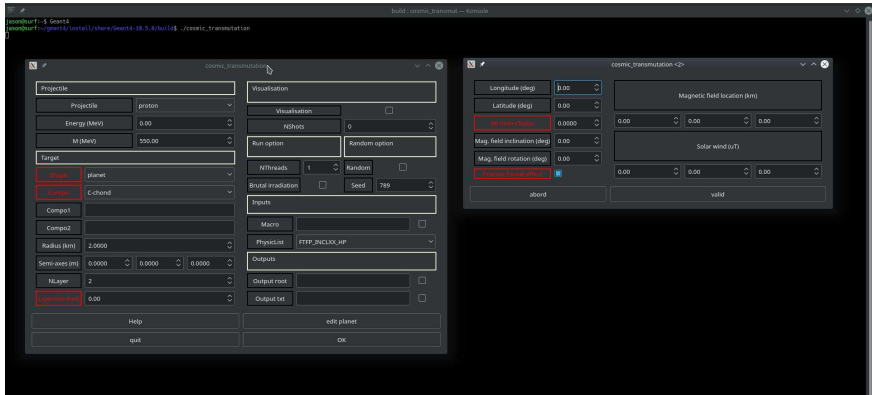 build : cosmic_transmut — Konsole
jason@surf:~$ Geant4
jason@surf:~/geant4/install/share/Geant4-10.5.0/build$ ./cosmic_transmutation
cosmic_transmutation
Projectile
Projectile proton
Energy (MeV) 0.00
M (MeV) 550.00
Target
Shape planet
C-chond
Compo1
Compo2
Radius (km) 2.0000
Semi-axes (m) 0.0000 0.0000 0.0000
NLayer 2
0.00
Visualisation
Visualisation
NShots 0
Run option Random option
NThreads 1 Random
Brutal irradiation Seed 789
Inputs
Macro
PhysicList FTFP_INCLXX_HP
Outputs
Output root
Output txt
Help edit planet
quit OK
cosmic_transmutation <2>
Longitude (deg) 0.00
Latitude (deg) 0.00
0.0000
Mag. field inclination (deg) 0.00
Mag. field rotation (deg) 0.00
Magnetic field location (km)
0.00 0.00 0.00
Solar wind (uT)
0.00 0.00 0.00
abord valid